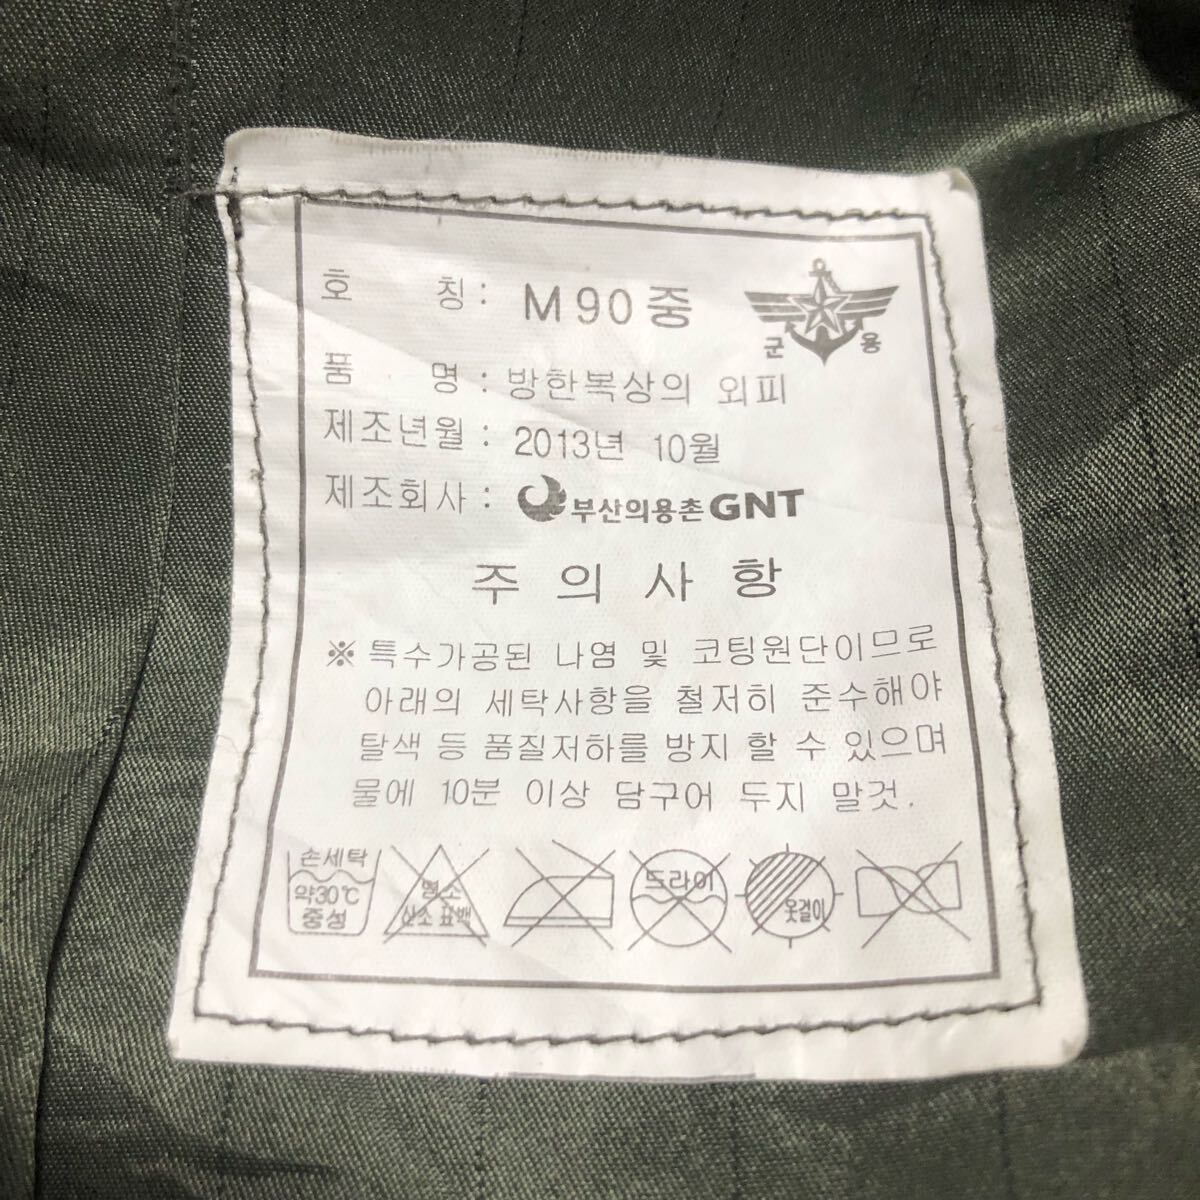 호 칭 : M 90 중
군 용
품 명 : 방한복상의 외피
제조년월 : 2013년 10월
제조회사 : 부산의용촌 GNT
주 의 사 항
※ 특수가공된 나염 및 코팅원단이므로
아래의 세탁사항을 철저히 준수해야
탈색 등 품질저하를 방지 할 수 있으며
물에 10분 이상 담구어 두지 말것.
손세탁
약30℃
중성
염소
산소 표백
드라이
옷걸이